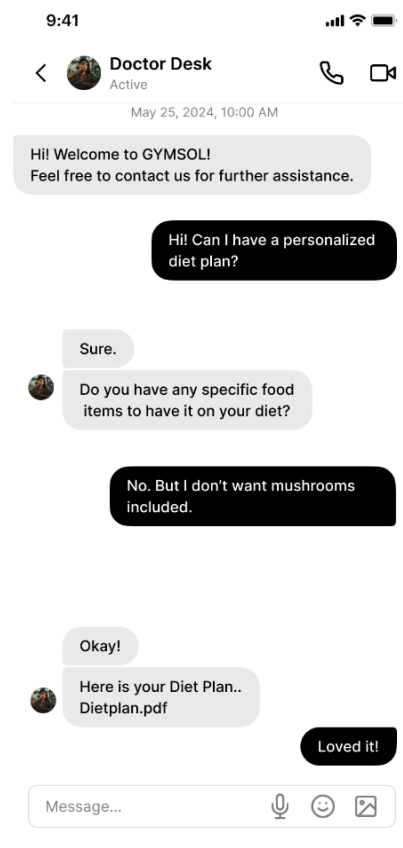 9:41
Doctor Desk
Active
May 25, 2024, 10:00 AM
Hi! Welcome to GYMSOL!
Feel free to contact us for further assistance.
Hi! Can I have a personalized
diet plan?
Sure.
Do you have any specific food
items to have it on your diet?
No. But I don’t want mushrooms
included.
Okay!
Here is your Diet Plan..
Dietplan.pdf
Loved it!
Message...